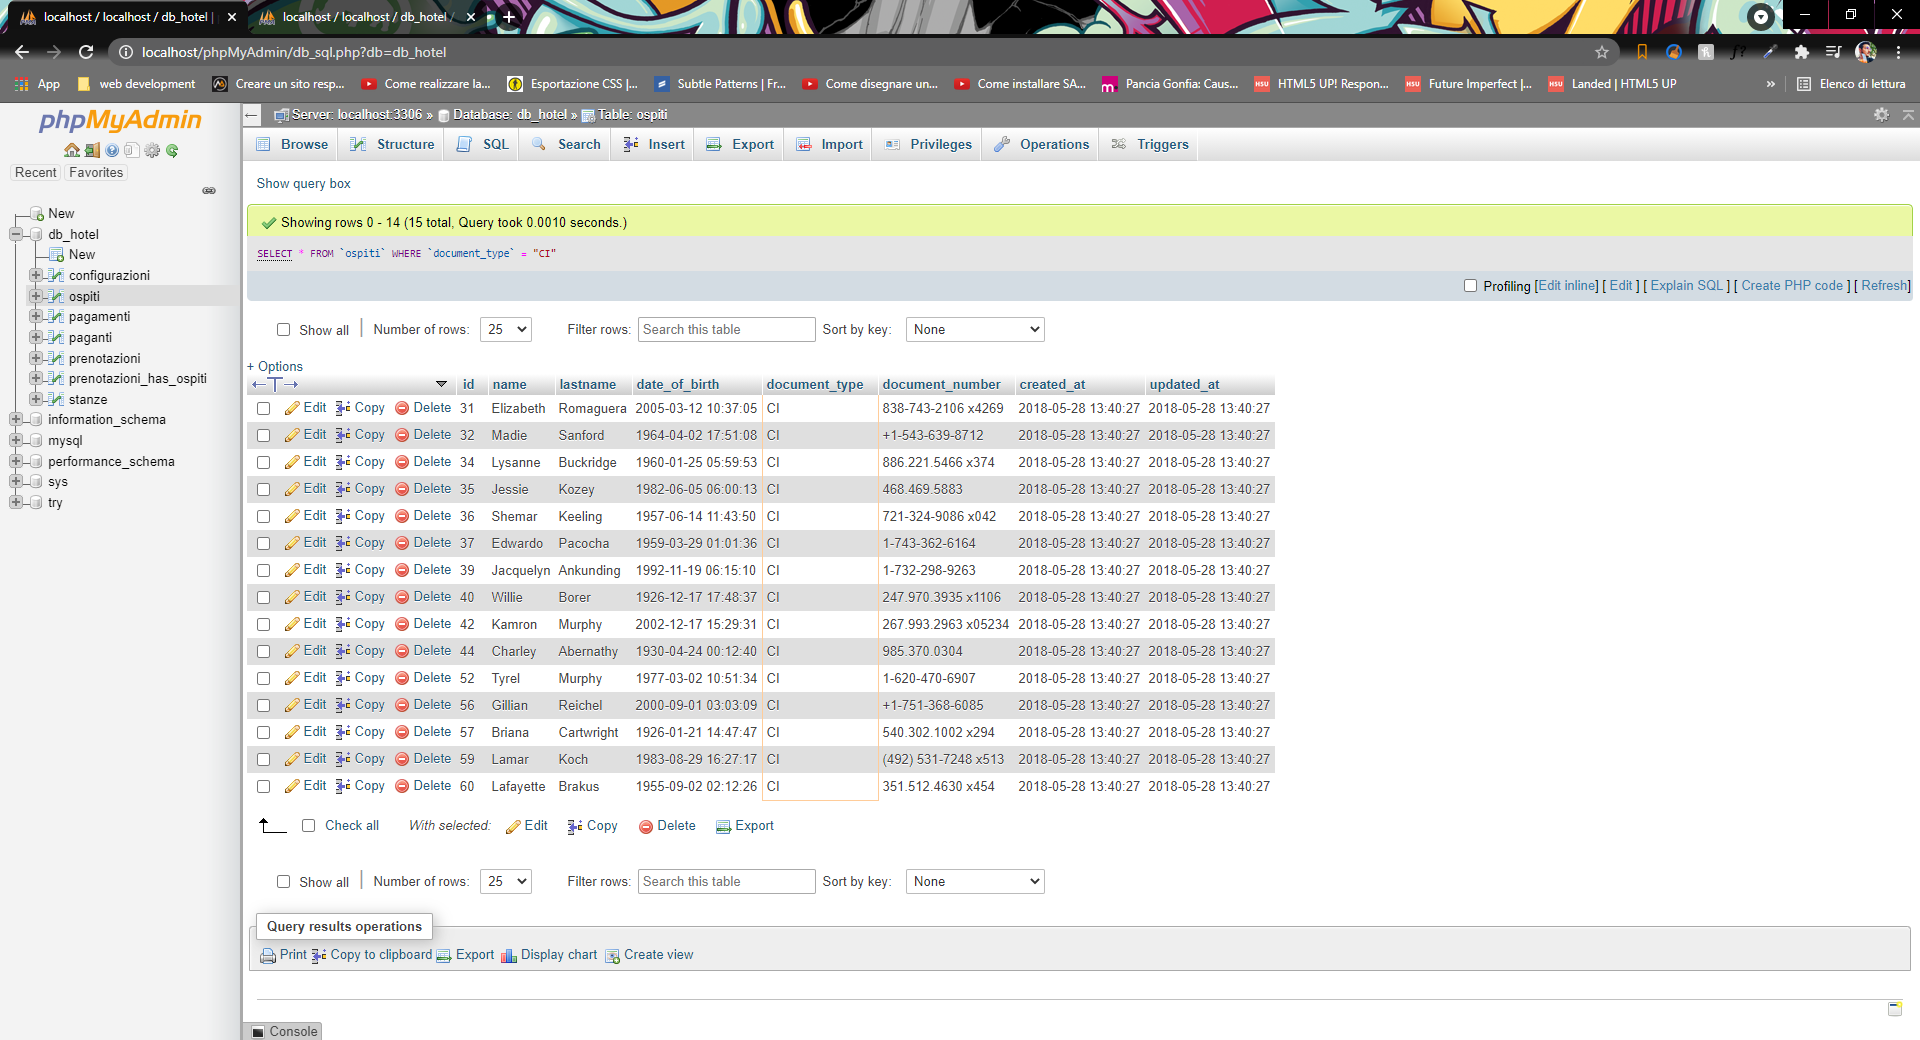 localhost / localhost / db_hotel |
localhost / localhost / db_hotel /
localhost/phpMyAdmin/db_sql.php?db=db_hotel
App web development Creare un sito resp... Come realizzare la... Esportazione CSS |... Subtle Patterns | Fr... Come disegnare un... Come installare SA... Pancia Gonfia: Caus... HTML5 UP! Respon... Future Imperfect |... Landed | HTML5 UP » Elenco di lettura
phpMyAdmin
Recent Favorites
New
db_hotel
New
configurazioni
ospiti
pagamenti
paganti
prenotazioni
prenotazioni_has_ospiti
stanze
information_schema
mysql
performance_schema
sys
try
Server: localhost:3306 » Database: db_hotel » Table: ospiti
Browse Structure SQL Search Insert Export Import Privileges Operations Triggers
Show query box
Showing rows 0 - 14 (15 total, Query took 0.0010 seconds.)
SELECT * FROM `ospiti` WHERE `document_type` = "CI"
Profiling [Edit inline] [ Edit ] [ Explain SQL ] [ Create PHP code ] [ Refresh]
Show all | Number of rows: 25 Filter rows: Search this table Sort by key: None
+ Options
id name lastname date_of_birth document_type document_number created_at updated_at
Edit Copy Delete 31 Elizabeth Romaguera 2005-03-12 10:37:05 CI 838-743-2106 x4269 2018-05-28 13:40:27 2018-05-28 13:40:27
Edit Copy Delete 32 Madie Sanford 1964-04-02 17:51:08 CI +1-543-639-8712 2018-05-28 13:40:27 2018-05-28 13:40:27
Edit Copy Delete 34 Lysanne Buckridge 1960-01-25 05:59:53 CI 886.221.5466 x374 2018-05-28 13:40:27 2018-05-28 13:40:27
Edit Copy Delete 35 Jessie Kozey 1982-06-05 06:00:13 CI 468.469.5883 2018-05-28 13:40:27 2018-05-28 13:40:27
Edit Copy Delete 36 Shemar Keeling 1957-06-14 11:43:50 CI 721-324-9086 x042 2018-05-28 13:40:27 2018-05-28 13:40:27
Edit Copy Delete 37 Edwardo Pacocha 1959-03-29 01:01:36 CI 1-743-362-6164 2018-05-28 13:40:27 2018-05-28 13:40:27
Edit Copy Delete 39 Jacquelyn Ankunding 1992-11-19 06:15:10 CI 1-732-298-9263 2018-05-28 13:40:27 2018-05-28 13:40:27
Edit Copy Delete 40 Willie Borer 1926-12-17 17:48:37 CI 247.970.3935 x1106 2018-05-28 13:40:27 2018-05-28 13:40:27
Edit Copy Delete 42 Kamron Murphy 2002-12-17 15:29:31 CI 267.993.2963 x05234 2018-05-28 13:40:27 2018-05-28 13:40:27
Edit Copy Delete 44 Charley Abernathy 1930-04-24 00:12:40 CI 985.370.0304 2018-05-28 13:40:27 2018-05-28 13:40:27
Edit Copy Delete 52 Tyrel Murphy 1977-03-02 10:51:34 CI 1-620-470-6907 2018-05-28 13:40:27 2018-05-28 13:40:27
Edit Copy Delete 56 Gillian Reichel 2000-09-01 03:03:09 CI +1-751-368-6085 2018-05-28 13:40:27 2018-05-28 13:40:27
Edit Copy Delete 57 Briana Cartwright 1926-01-21 14:47:47 CI 540.302.1002 x294 2018-05-28 13:40:27 2018-05-28 13:40:27
Edit Copy Delete 59 Lamar Koch 1983-08-29 16:27:17 CI (492) 531-7248 x513 2018-05-28 13:40:27 2018-05-28 13:40:27
Edit Copy Delete 60 Lafayette Brakus 1955-09-02 02:12:26 CI 351.512.4630 x454 2018-05-28 13:40:27 2018-05-28 13:40:27
Check all With selected: Edit Copy Delete Export
Show all | Number of rows: 25 Filter rows: Search this table Sort by key: None
Query results operations
Print Copy to clipboard Export Display chart Create view
Console